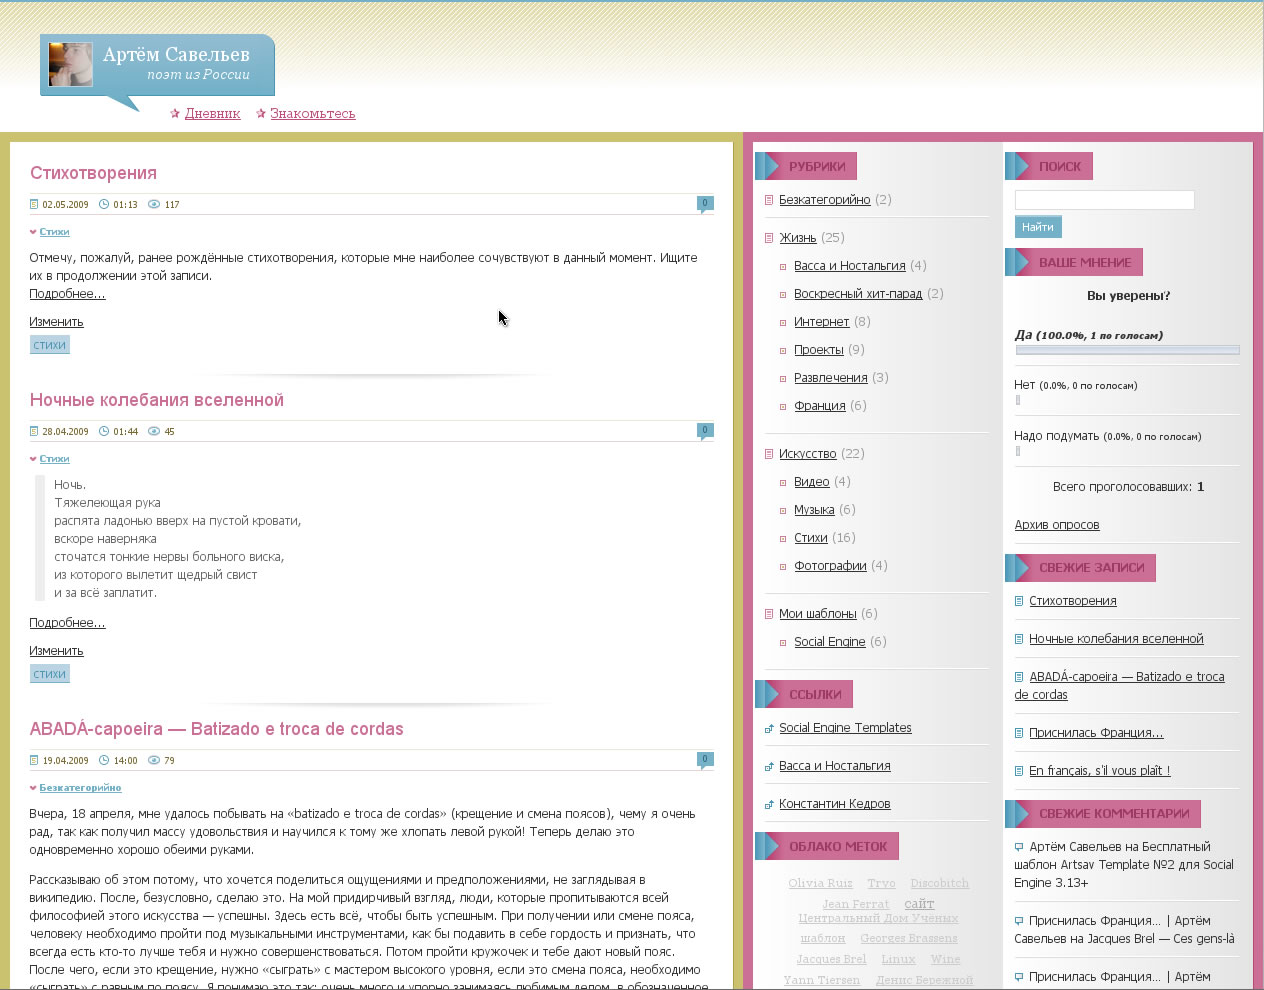 Артём Савельев
поэт из России
Дневник
Знакомьтесь
Стихотворения
02.05.2009 01:13 117
0
Стихи
Отмечу, пожалуй, ранее рождённые стихотворения, которые мне наиболее сочувствуют в данный момент. Ищите
их в продолжении этой записи.
Подробнее...
Изменить
стихи
Ночные колебания вселенной
28.04.2009 01:44 45
0
Стихи
Ночь.
Тяжелеющая рука
распята ладонью вверх на пустой кровати,
вскоре наверняка
сточатся тонкие нервы больного виска,
из которого вылетит щедрый свист
и за всё заплатит.
Подробнее...
Изменить
стихи
ABADÁ-capoeira — Batizado e troca de cordas
19.04.2009 14:00 79
0
Безкатегорийно
Вчера, 18 апреля, мне удалось побывать на «batizado e troca de cordas» (крещение и смена поясов), чему я очень
рад, так как получил массу удовольствия и научился к тому же хлопать левой рукой! Теперь делаю это
одновременно хорошо обеими руками.
Рассказываю об этом потому, что хочется поделиться ощущениями и предположениями, не заглядывая в
википедию. После, безусловно, сделаю это. На мой придирчивый взгляд, люди, которые пропитываются всей
философией этого искусства — успешны. Здесь есть всё, чтобы быть успешным. При получении или смене пояса,
человеку необходимо пройти под музыкальными инструментами, как бы подавить в себе гордость и признать, что
всегда есть кто-то лучше тебя и нужно совершенствоваться. Потом пройти кружочек и тебе дают новый пояс.
После чего, если это крещение, нужно «сыграть» с мастером высокого уровня, если это смена пояса, необходимо
«сыграть» с равным по поясу. Я понимаю это так: очень много и упорно занимаясь любимым делом, в обозначенное
РУБРИКИ
Безкатегорийно (2)
Жизнь (25)
Васса и Ностальгия (4)
Воскресный хит-парад (2)
Интернет (8)
Проекты (9)
Развлечения (3)
Франция (6)
Искусство (22)
Видео (4)
Музыка (6)
Стихи (16)
Фотографии (4)
Мои шаблоны (6)
Social Engine (6)
ССЫЛКИ
Social Engine Templates
Васса и Ностальгия
Константин Кедров
ОБЛАКО МЕТОК
Olivia Ruis Tryo Discobitch
Jean Ferrat сайт
Центральный Дом Учёных
шаблон Georges Brassens
Jacques Brel Linux Wine
Yann Tiersen Денис Бережной
ПОИСК
Найти
ВАШЕ МНЕНИЕ
Вы уверены?
Да (100.0%, 1 по голосам)
Нет (0.0%, 0 по голосам)
Надо подумать (0.0%, 0 по голосам)
Всего проголосовавших: 1
Архив опросов
СВЕЖИЕ ЗАПИСИ
Стихотворения
Ночные колебания вселенной
ABADÁ-capoeira — Batizado e troca
de cordas
Приснилась Франция...
En français, s'il vous plaît !
СВЕЖИЕ КОММЕНТАРИИ
Артём Савельев на Бесплатный
шаблон Artsav Template №2 для Social
Engine 3.13+
Приснилась Франция... | Артём
Савельев на Jacques Brel — Ces gens-là
Приснилась Франция... | Артём